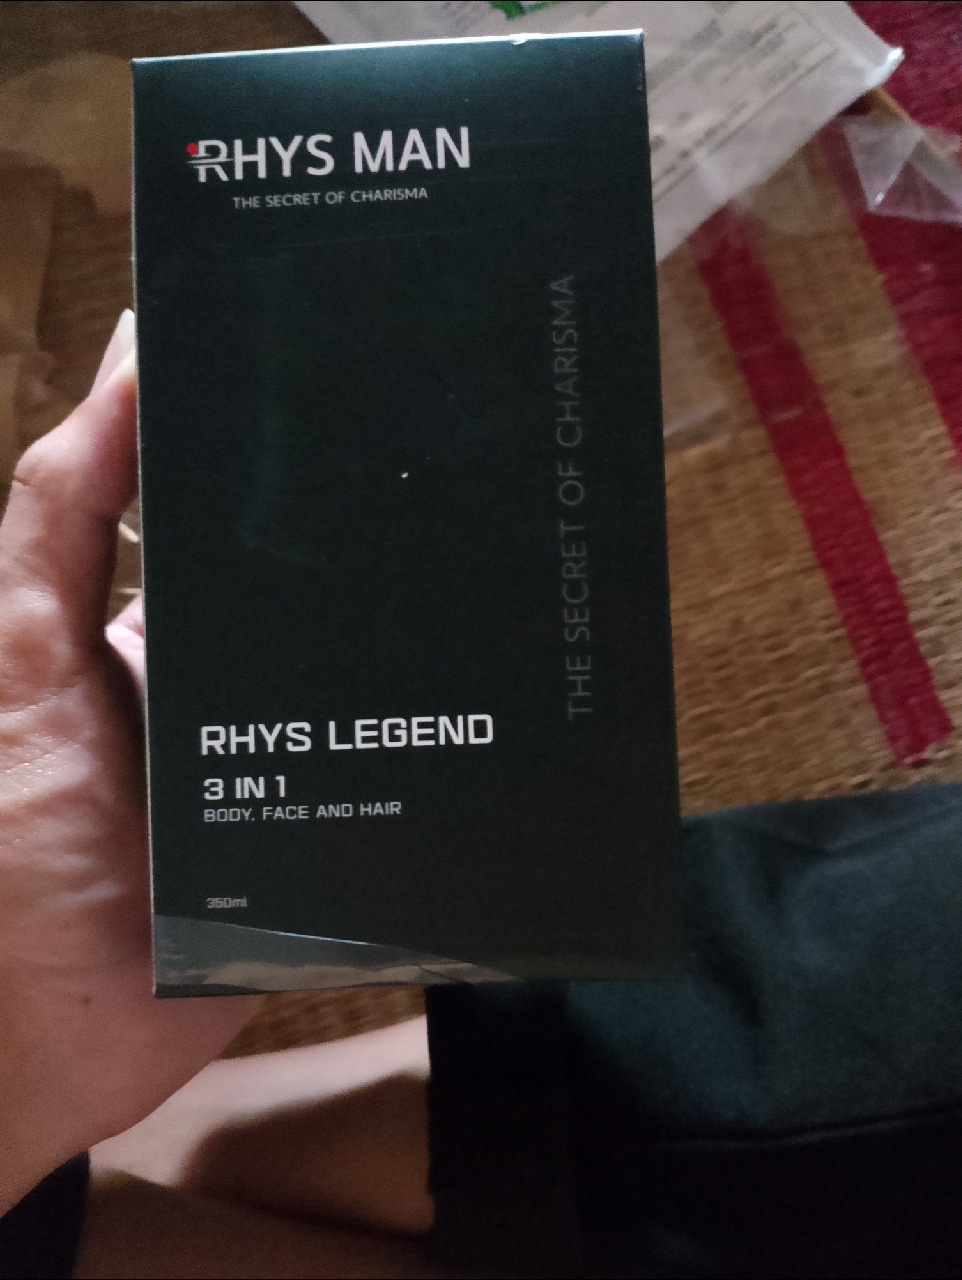 RHYS MAN
THE SECRET OF CHARISMA
THE SECRET OF CHARISMA
RHYS LEGEND
3 IN 1
BODY, FACE AND HAIR
350ml